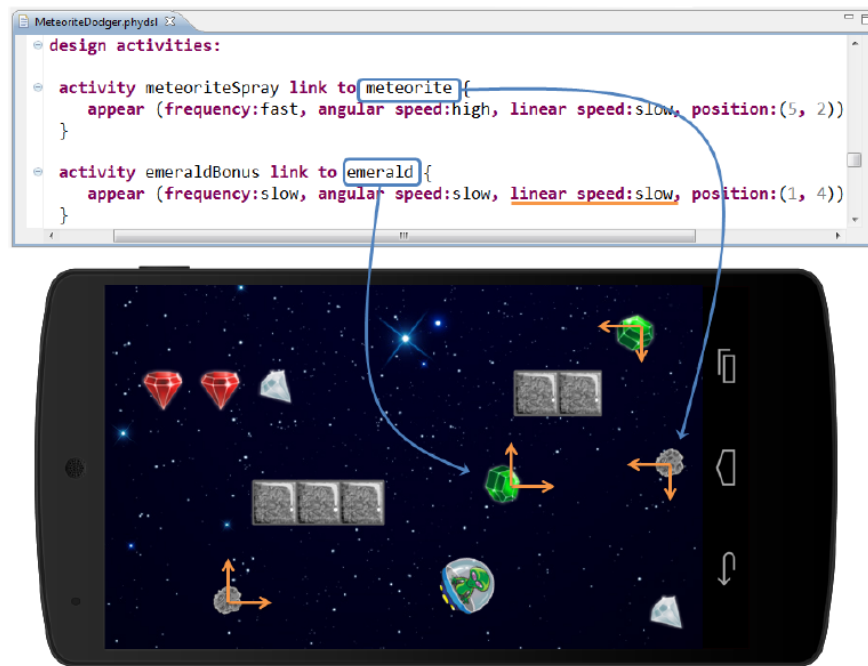 MeteoriteDodger.phydsl
design activities:
activity meteoriteSpray link to meteorite {
appear (frequency:fast, angular speed:high, linear speed:slow, position:(5, 2))
}
activity emeraldBonus link to emerald {
appear (frequency:slow, angular speed:slow, linear speed:slow, position:(1, 4))
}